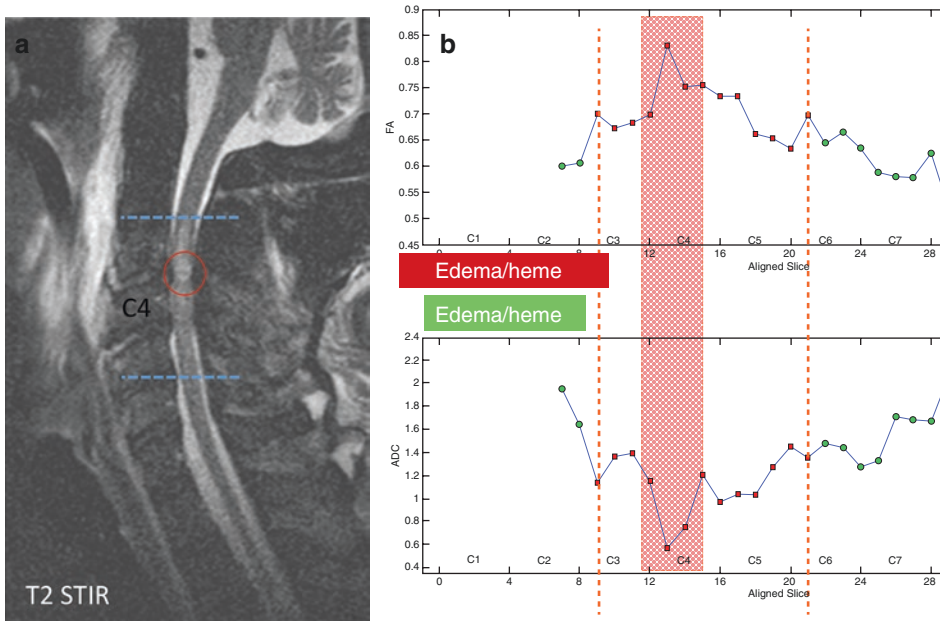 a
C4
T2 STIR
b
0.9
0.85
0.8
0.75
0.7
0.65
0.6
0.55
0.5
0.45
FA
C1 C2 C3 C4 C5 C6 C7
0 4 8 12 16 20 24 28
Aligned Slice
Edema/heme
Edema/heme
2.4
2.2
2
1.8
1.4
1.2
1
0.8
0.6
0.4
ADC
C1 C2 C3 C4 C5 C6 C7
0 4 8 12 16 20 24 28
Aligned Slice